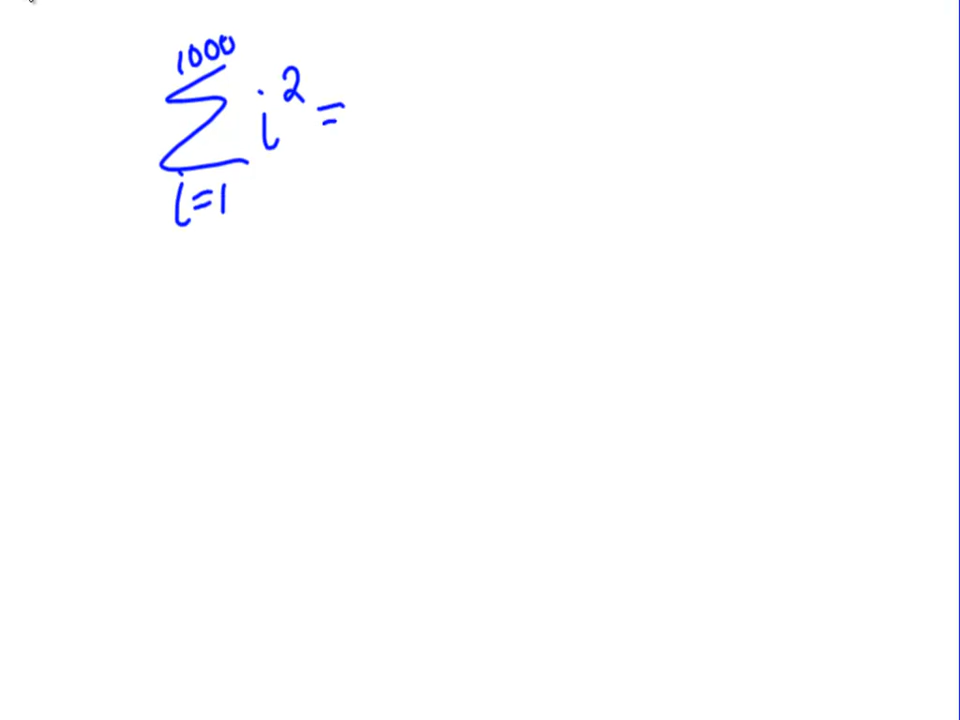 1000
∑ i² =
i=1